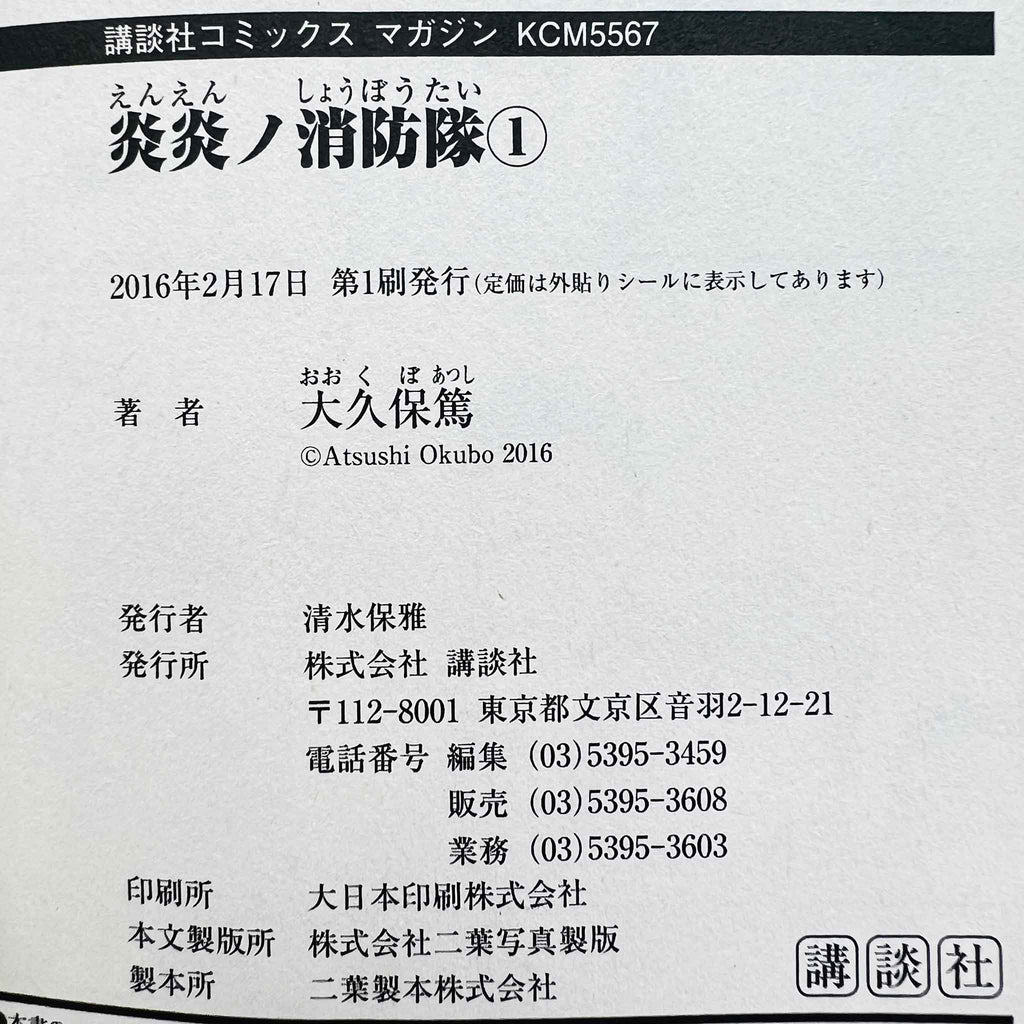 講談社コミックス マガジン KCM5567
えんえん しょうぼうたい
炎炎ノ消防隊①
2016年2月17日 第1刷発行(定価は外貼りシールに表示してあります)
おおくぼあつし
著者 大久保篤
©Atsushi Okubo 2016
発行者 清水保雅
発行所 株式会社 講談社
〒112-8001 東京都文京区音羽2-12-21
電話番号 編集 (03)5395-3459
販売 (03)5395-3608
業務 (03)5395-3603
印刷所 大日本印刷株式会社
本文製版所 株式会社二葉写真製版
製本所 二葉製本株式会社
講談社